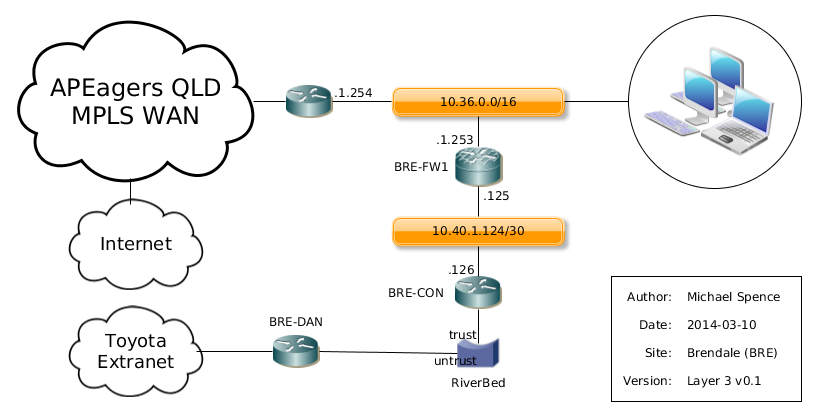 APEagers QLD
MPLS WAN
.1.254
10.36.0.0/16
.1.253
BRE-FW1
.125
Internet
10.40.1.124/30
.126
BRE-CON
Toyota
Extranet
BRE-DAN
trust
untrust
RiverBed
Author: Michael Spence
Date: 2014-03-10
Site: Brendale (BRE)
Version: Layer 3 v0.1